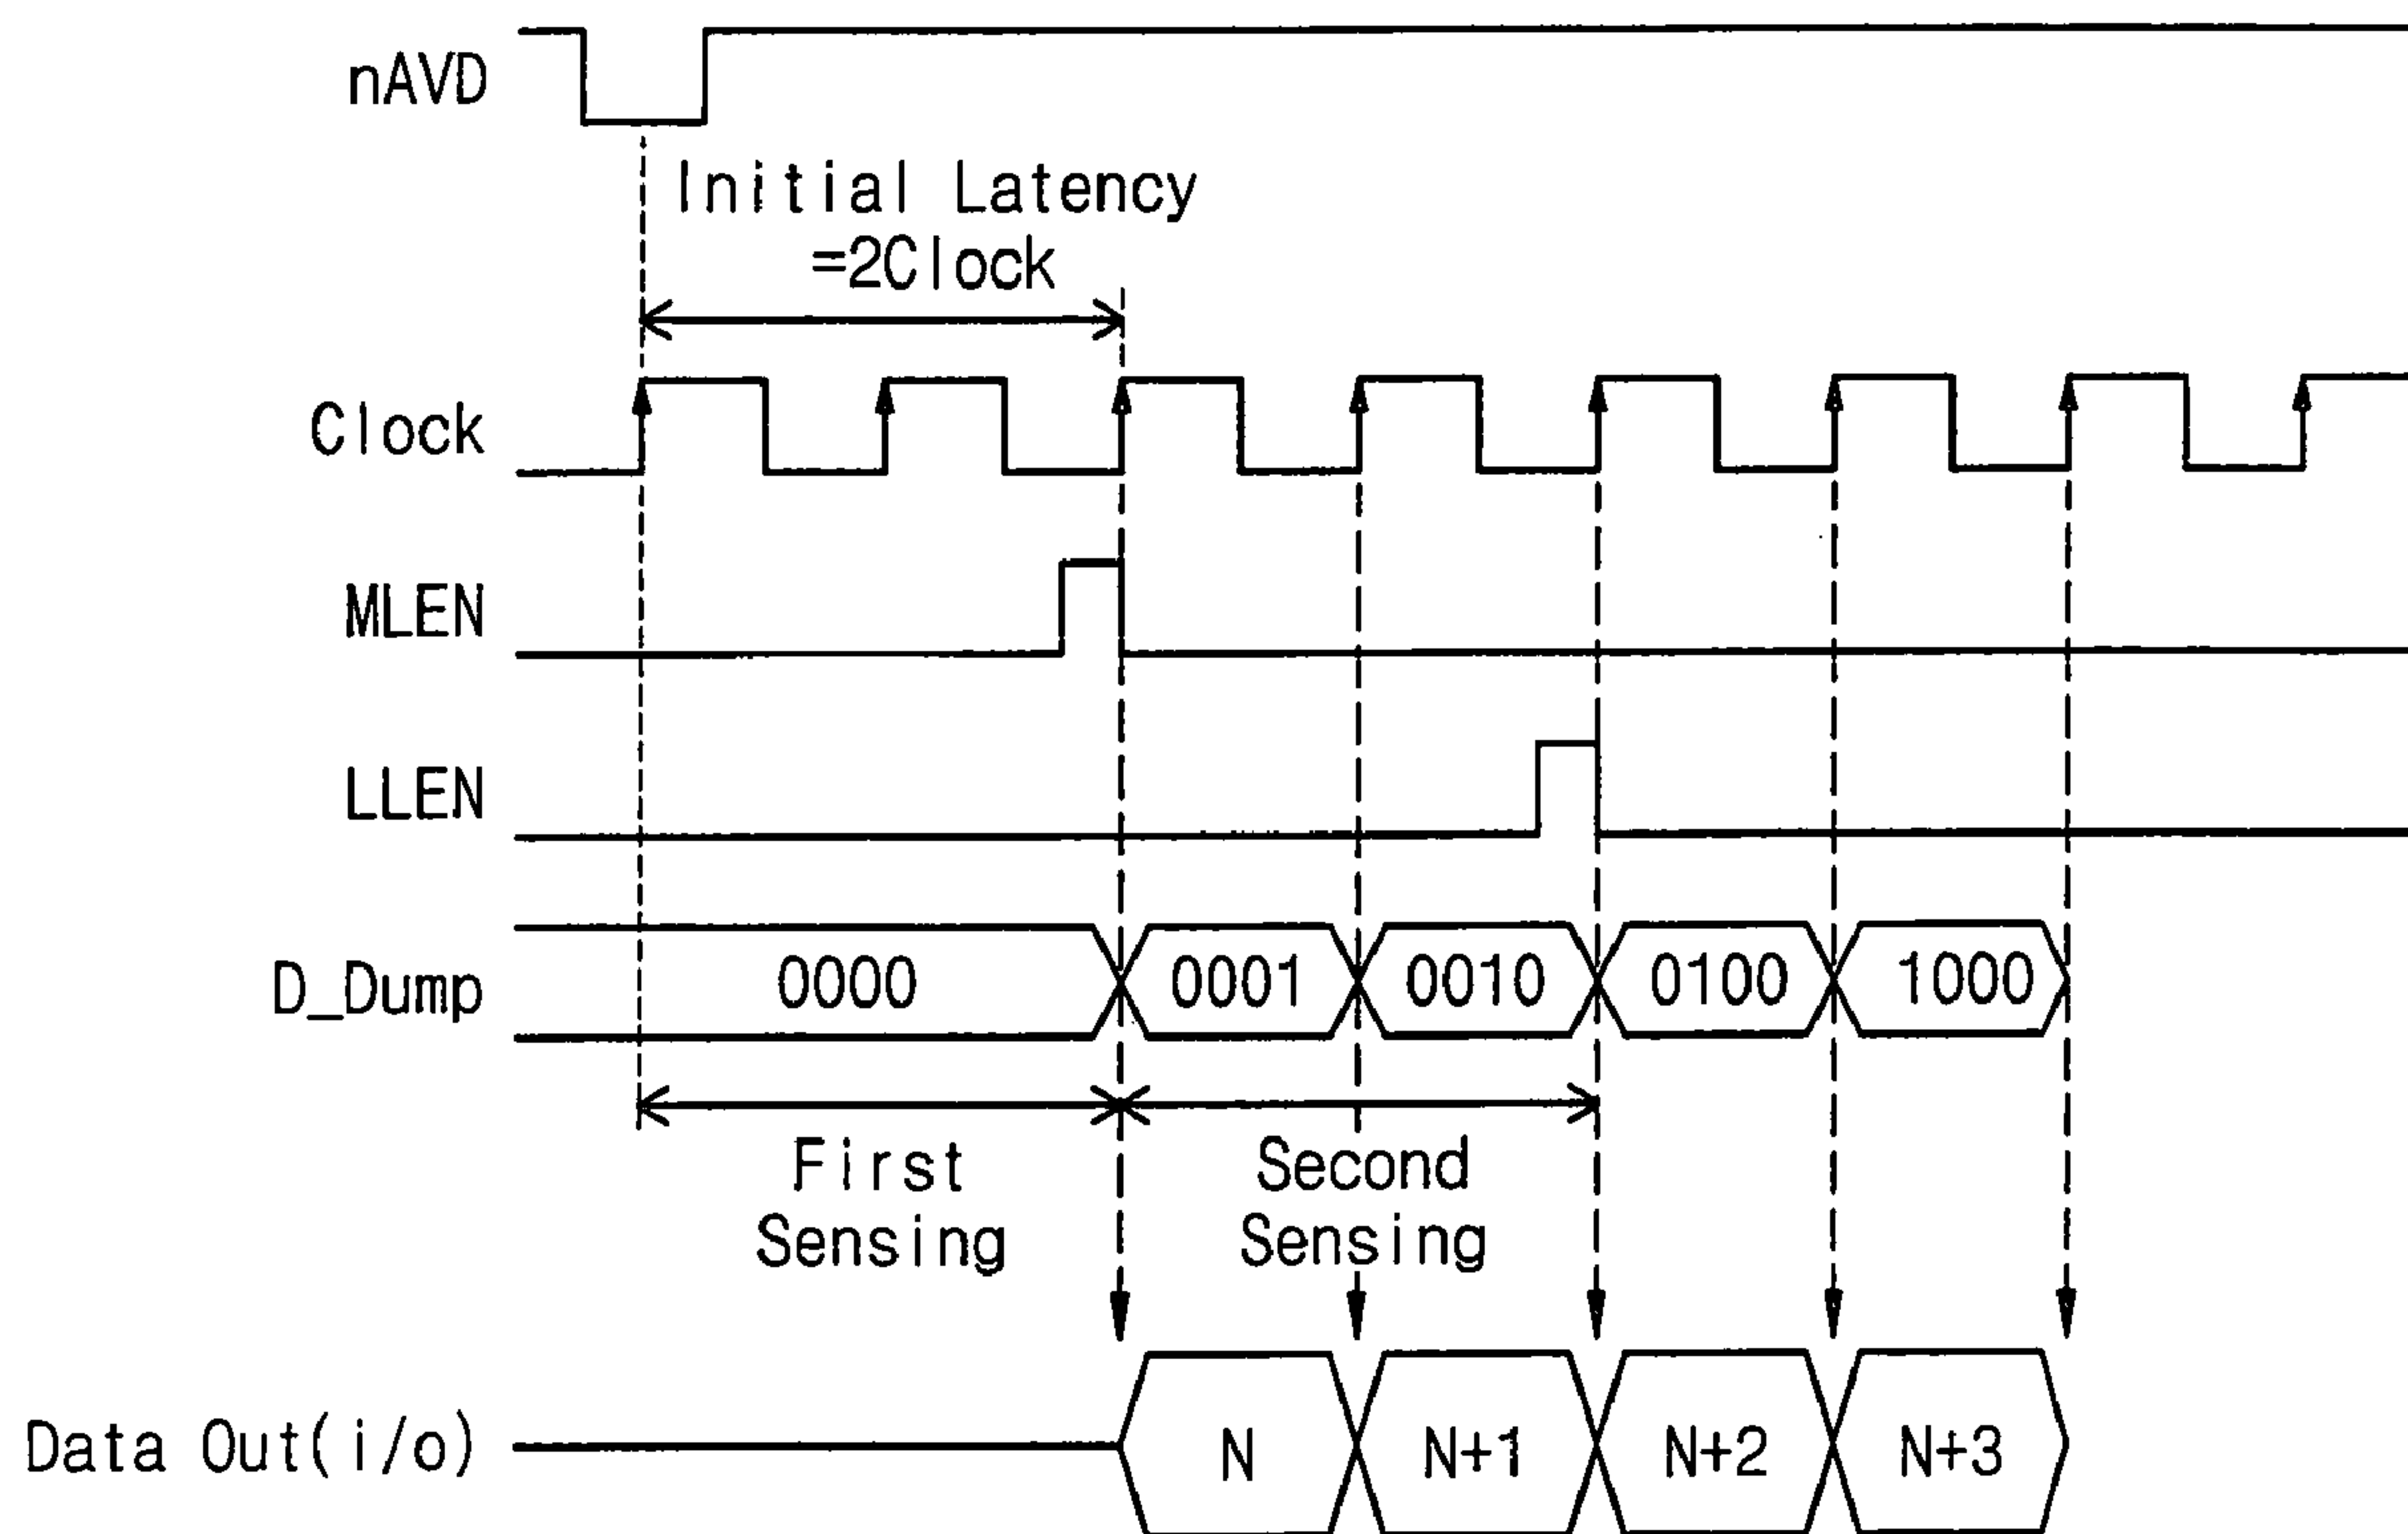 nAVD
Initial Latency
=2Clock
Clock
MLEN
LLEN
D_Dump
0000
0001
0010
0100
1000
First
Sensing
Second
Sensing
Data Out(i/o)
N
N+1
N+2
N+3